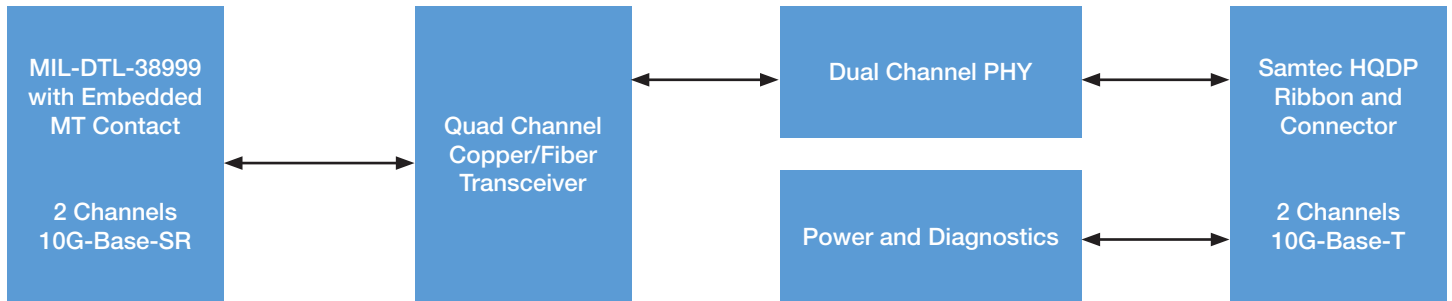 MIL-DTL-38999
with Embedded
MT Contact
2 Channels
10G-Base-SR
Quad Channel
Copper/Fiber
Transceiver
Dual Channel PHY
Power and Diagnostics
Samtec HQDP
Ribbon and
Connector
2 Channels
10G-Base-T